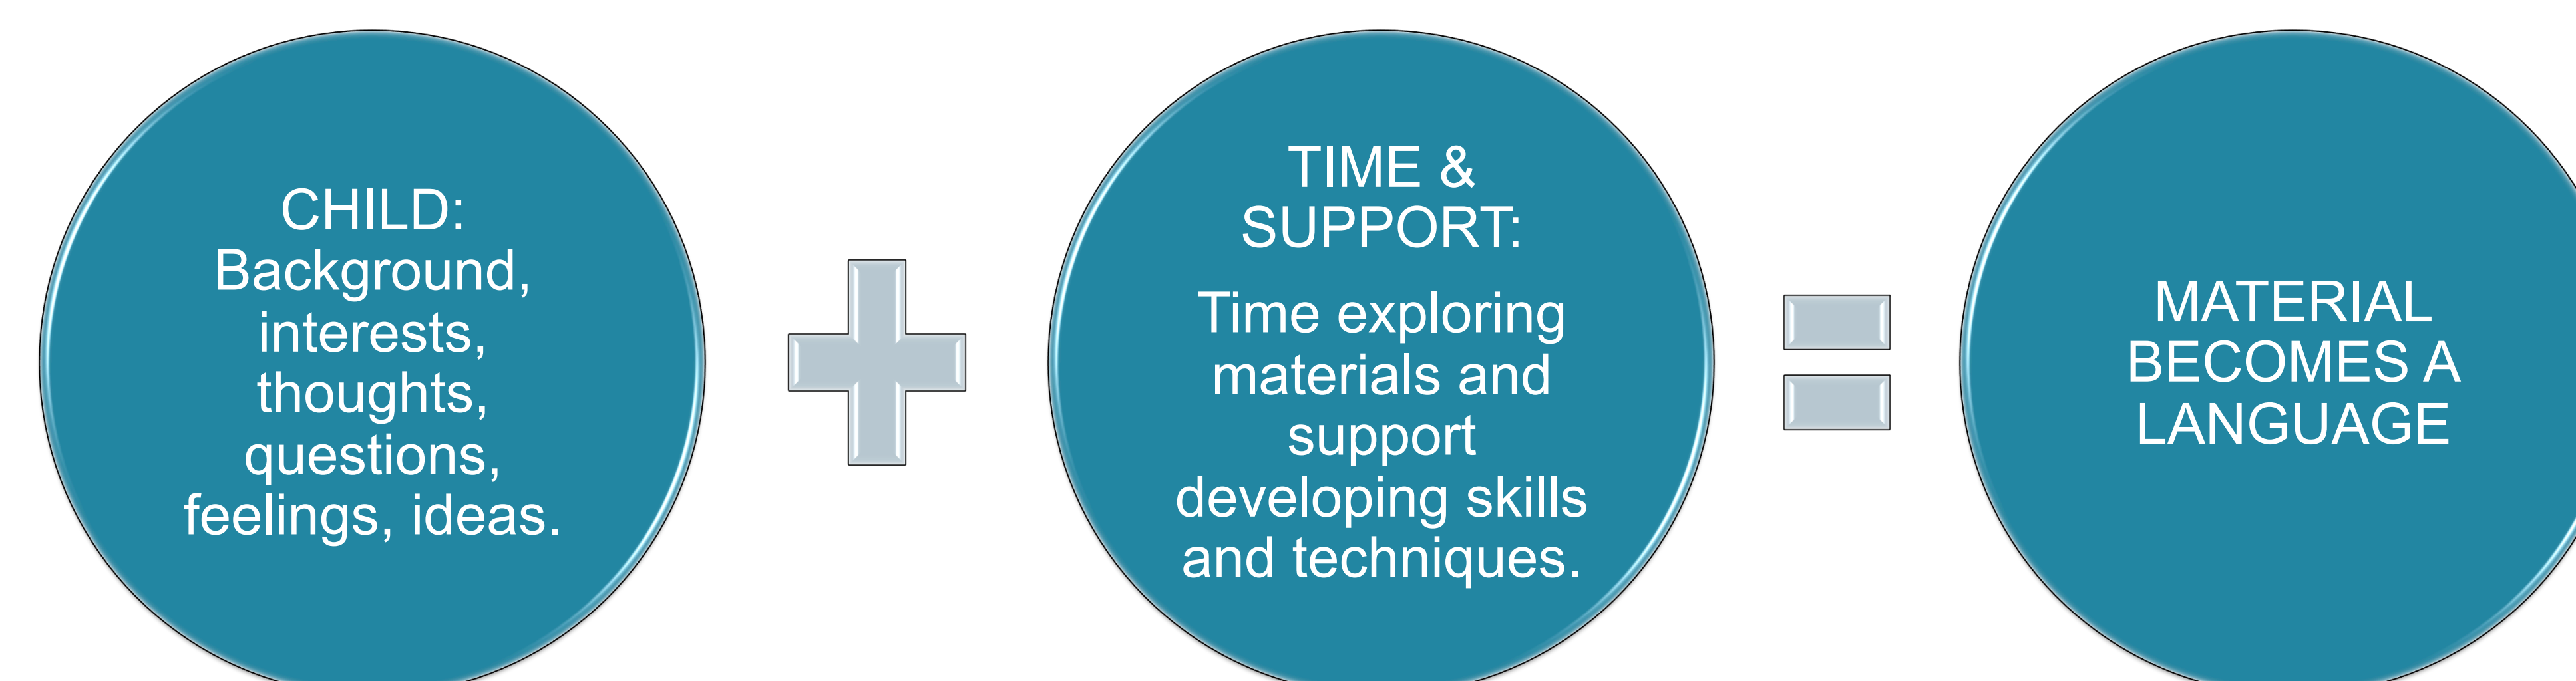 CHILD:
Background,
interests,
thoughts,
questions,
feelings, ideas.
TIME &
SUPPORT:
Time exploring
materials and
support
developing skills
and techniques.
MATERIAL
BECOMES A
LANGUAGE